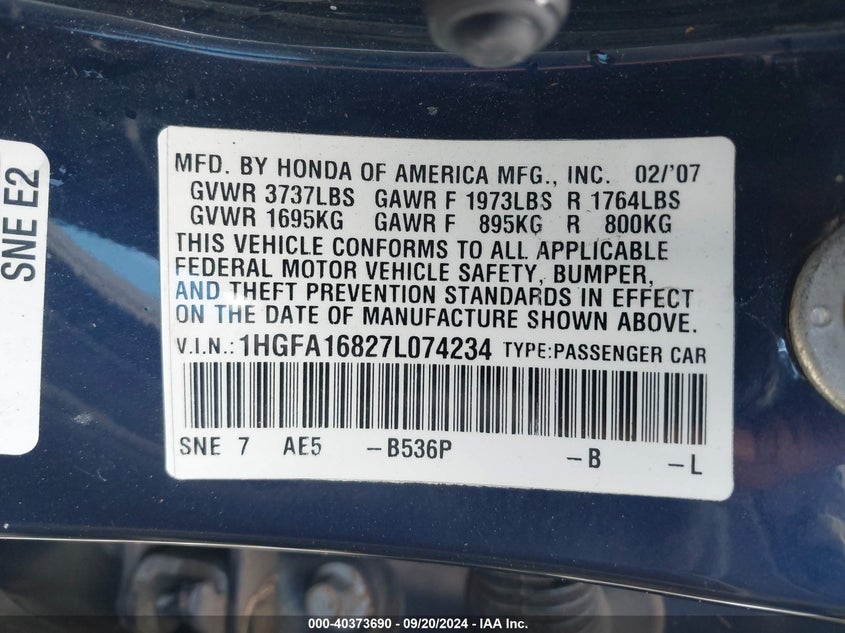 SNE E2
MFD. BY HONDA OF AMERICA MFG., INC. 02/'07
GVWR 3737LBS GAWR F 1973LBS R 1764LBS
GVWR 1695KG GAWR F 895KG R 800KG
THIS VEHICLE CONFORMS TO ALL APPLICABLE
FEDERAL MOTOR VEHICLE SAFETY, BUMPER,
AND THEFT PREVENTION STANDARDS IN EFFECT
ON THE DATE OF MANUFACTURE SHOWN ABOVE.
V.I.N.: 1HGFA16827L074234 TYPE:PASSENGER CAR
SNE 7 AE5 -B536P -B -L
000-40373690 - 09/20/2024 - IAA Inc.